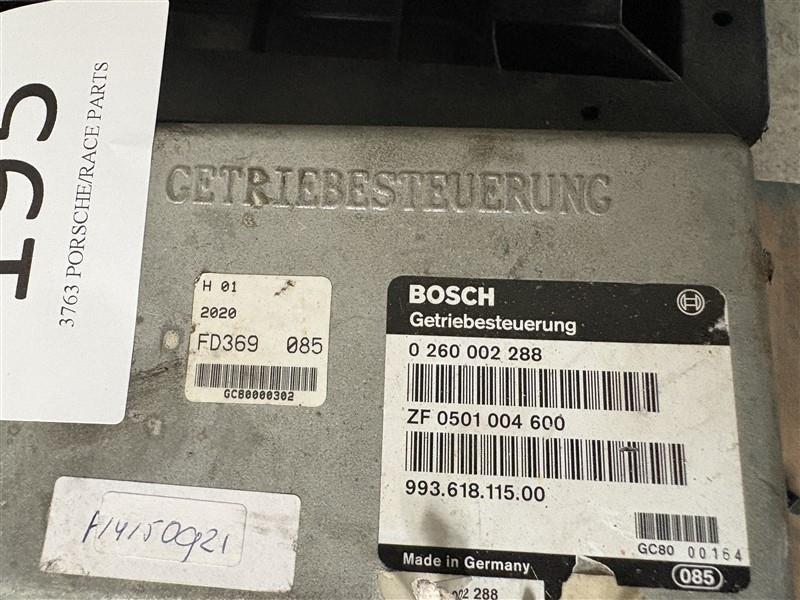 195
3763 PORSCHE/RACE PARTS
GETRIEBESTEUERUNG
H 01
2020
FD369 085
GC80000302
BOSCH
Getriebesteuerung
0 260 002 288
ZF 0501 004 600
993.618.115.00
GC80 00164
Made in Germany
085
002 288